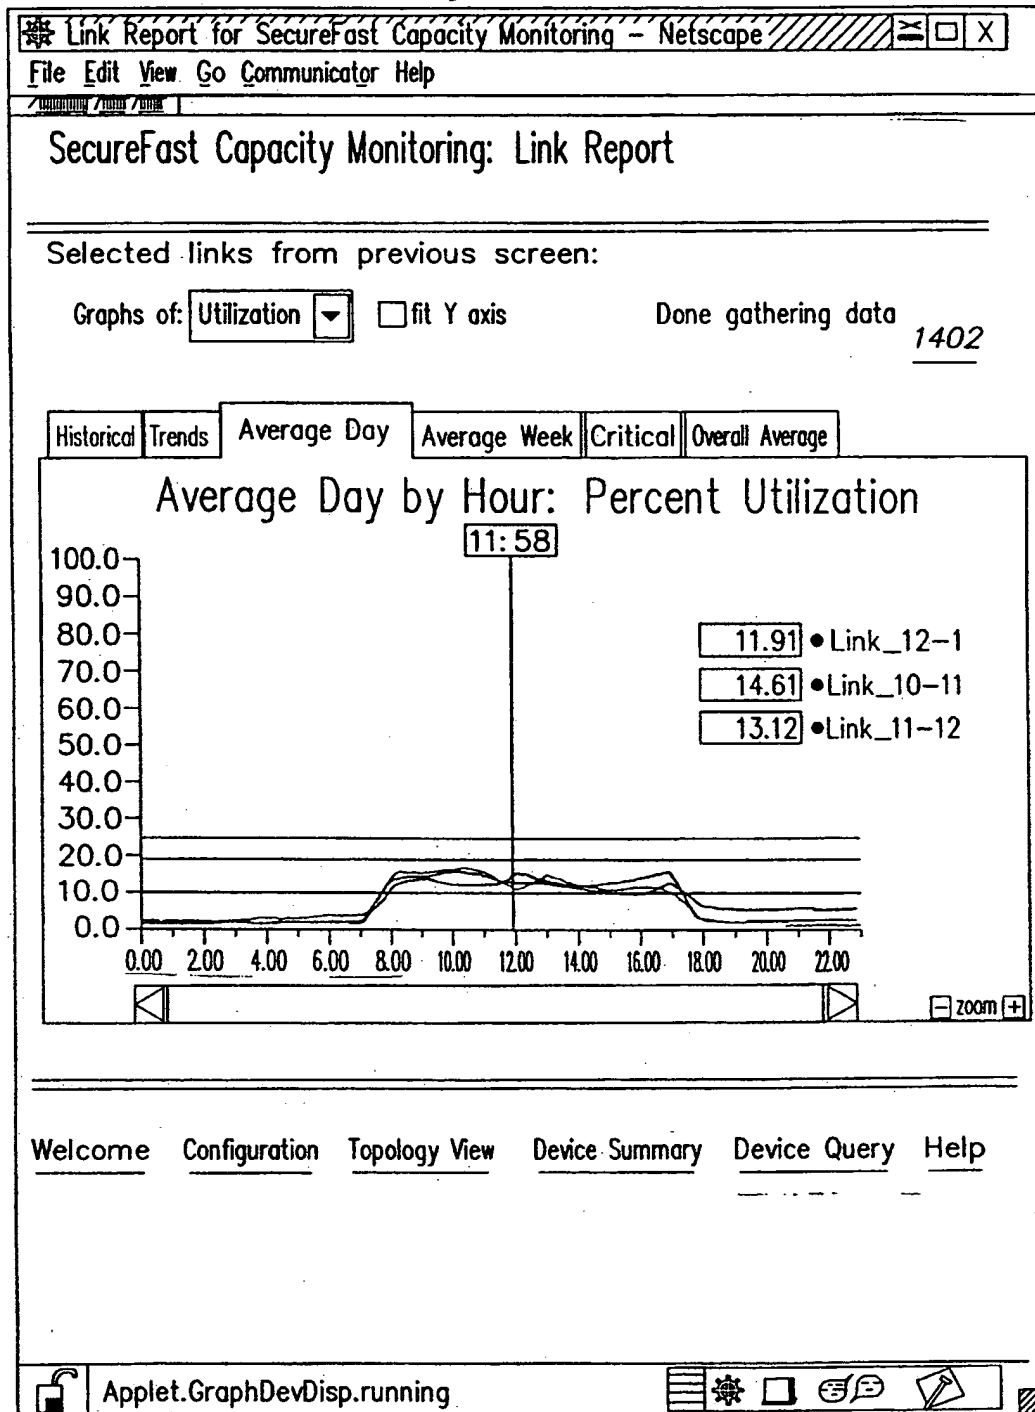 Link Report for SecureFast Capacity Monitoring – Netscape X
File Edit View Go Communicator Help
SecureFast Capacity Monitoring: Link Report
Selected links from previous screen:
Graphs of: Utilization fit Y axis Done gathering data
1402
Historical Trends Average Day Average Week Critical Overall Average
Average Day by Hour: Percent Utilization
11:58
100.0
90.0
80.0
70.0
60.0
50.0
40.0
30.0
20.0
10.0
0.0
11.91 •Link_12-1
14.61 •Link_10-11
13.12 •Link_11-12
0.00 2.00 4.00 6.00 8.00 10.00 12.00 14.00 16.00 18.00 20.00 22.00
- zoom +
Welcome Configuration Topology View Device Summary Device Query Help
Applet.GraphDevDisp.running